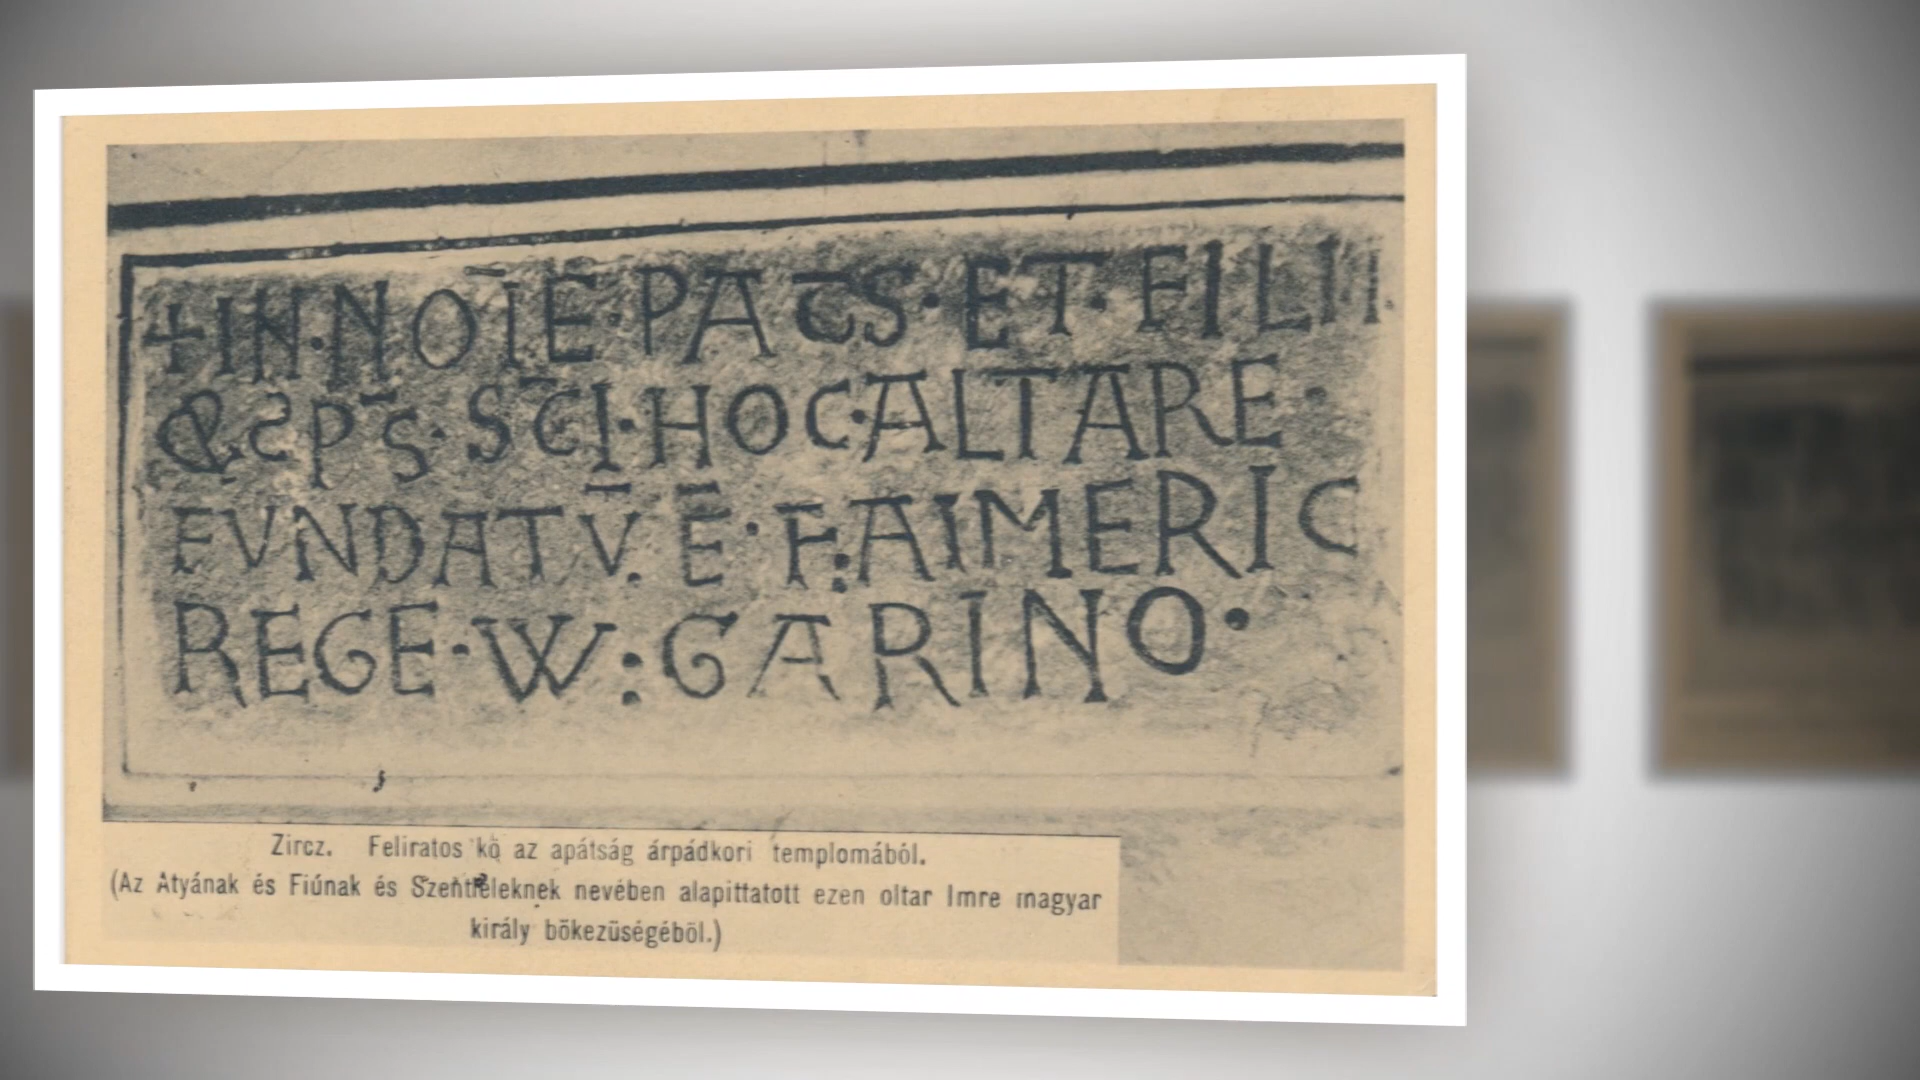 +IN·NOIE·PATS·ET·FILII
&SPS·SCI·HOC·ALTARE·
FVNDATV. E·F:AIMERIC
REGE·W:GARINO·
Zircz. Feliratos kő az apátság árpádkori templomából.
(Az Atyának és Fiúnak és Szentléleknek nevében alapittatott ezen oltar Imre magyar
király bőkezűségéből.)